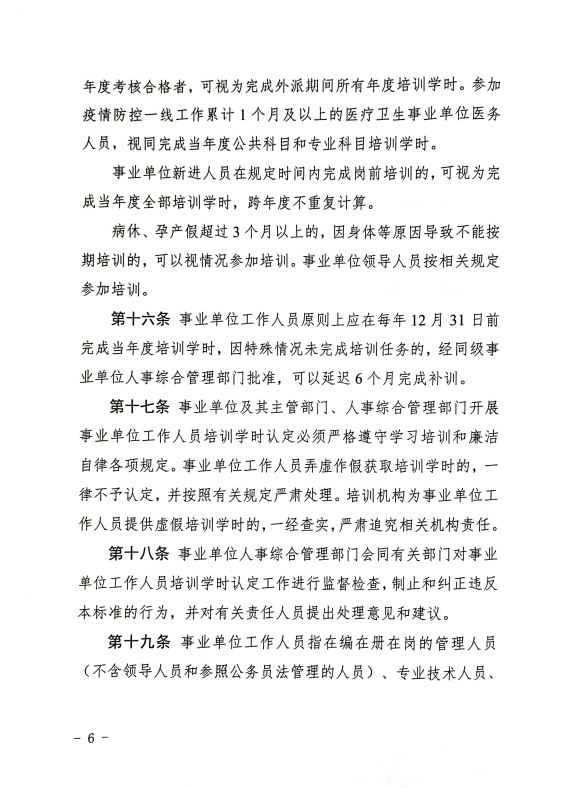 年度考核合格者，可视为完成外派期间所有年度培训学时。参加
疫情防控一线工作累计 1 个月及以上的医疗卫生事业单位医务
人员，视同完成当年度公共科目和专业科目培训学时。
事业单位新进人员在规定时间内完成岗前培训的，可视为完
成当年度全部培训学时，跨年度不重复计算。
病休、孕产假超过 3 个月以上的，因身体等原因导致不能按
期培训的，可以视情况参加培训。事业单位领导人员按相关规定
参加培训。
第十六条 事业单位工作人员原则上应在每年 12 月 31 日前
完成当年度培训学时，因特殊情况未完成培训任务的，经同级事
业单位人事综合管理部门批准，可以延迟 6 个月完成补训。
第十七条 事业单位及其主管部门、人事综合管理部门开展
事业单位工作人员培训学时认定必须严格遵守学习培训和廉洁
自律各项规定。事业单位工作人员弄虚作假获取培训学时的，一
律不予认定，并按照有关规定严肃处理。培训机构为事业单位工
作人员提供虚假培训学时的，一经查实，严肃追究相关机构责任。
第十八条 事业单位人事综合管理部门会同有关部门对事业
单位工作人员培训学时认定工作进行监督检查，制止和纠正违反
本标准的行为，并对有关责任人员提出处理意见和建议。
第十九条 事业单位工作人员指在编在册在岗的管理人员
（不含领导人员和参照公务员法管理的人员）、专业技术人员、
- 6 -